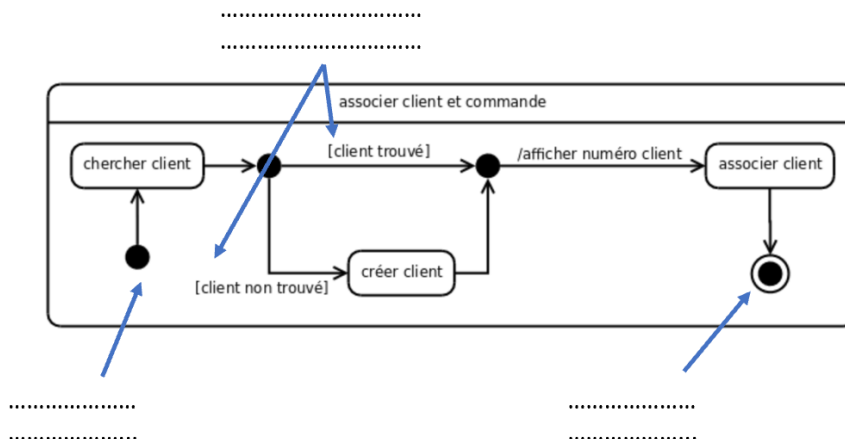 ................................
................................
associer client et commande
chercher client
[client trouvé]
/afficher numéro client
associer client
[client non trouvé]
créer client
.....................
.....................
.....................
.....................